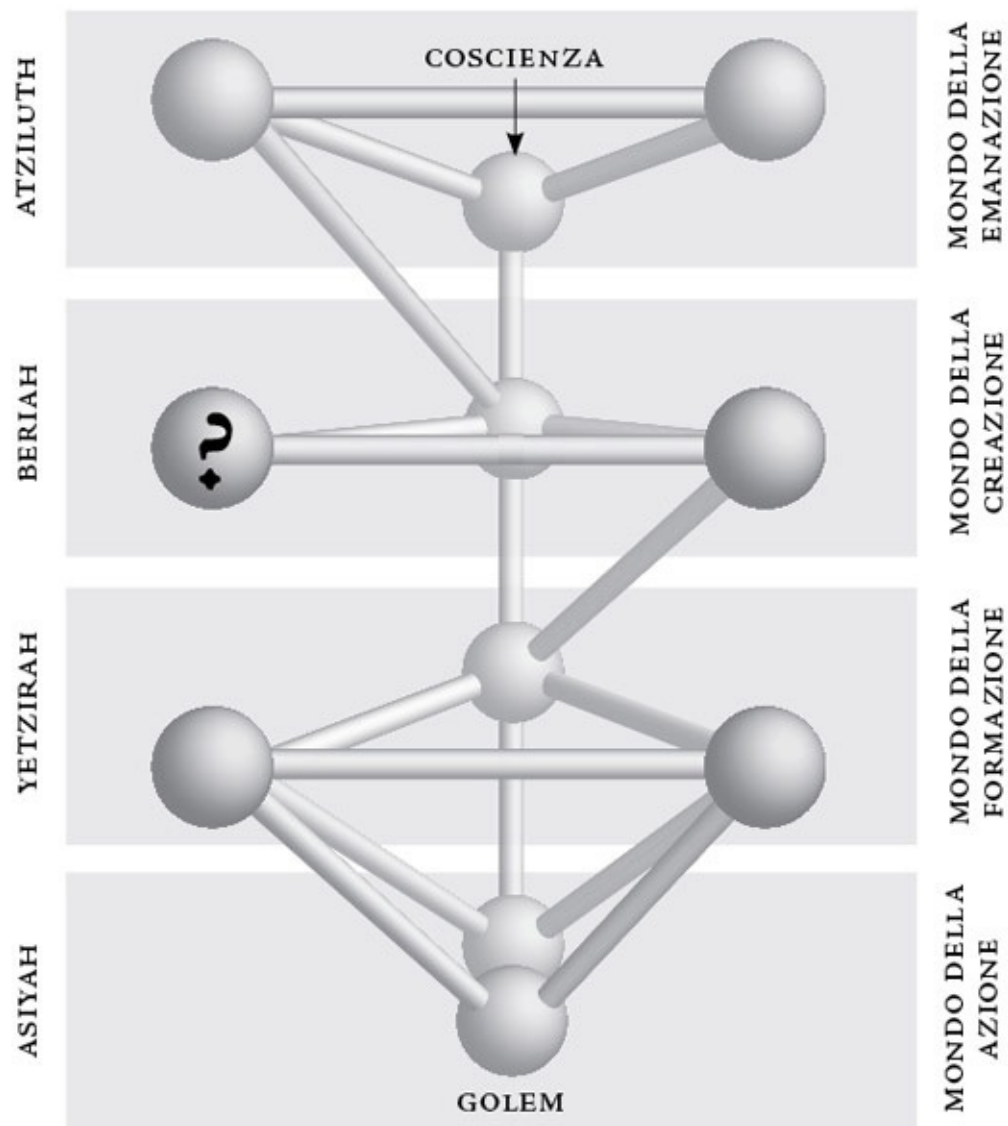 COSCIENZA
ATZILUTH
MONDO DELLA
EMANAZIONE
BERIAH
?
MONDO DELLA
CREAZIONE
YETZIRAH
MONDO DELLA
FORMAZIONE
ASIYAH
MONDO DELLA
AZIONE
GOLEM